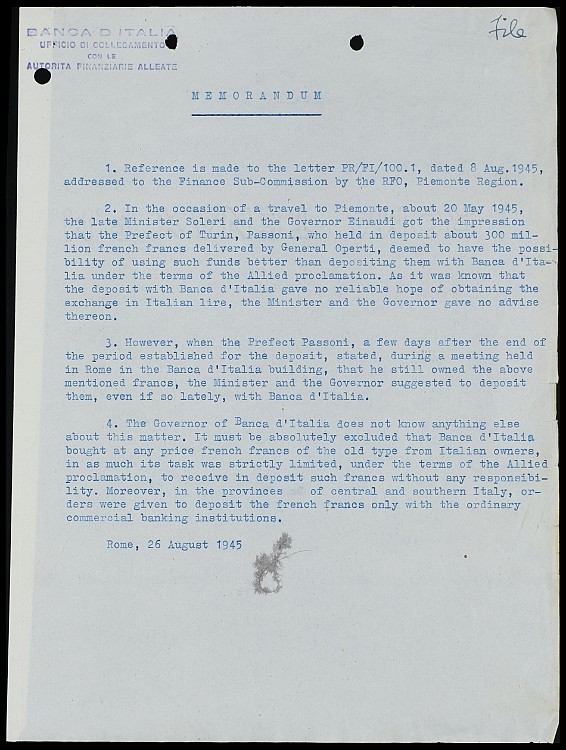 File
BANCA D'ITALIA
UFFICIO DI COLLEGAMENTO
CON LE
AUTORITA FINANZIARIE ALLEATE
MEMORANDUM
1. Reference is made to the letter PR/FI/100.1, dated 8 Aug.1945,
addressed to the Finance Sub-Commission by the RFO, Piemonte Region.
2. In the occasion of a travel to Piemonte, about 20 May 1945,
the late Minister Soleri and the Governor Einaudi got the impression
that the Prefect of Turin, Passoni, who held in deposit about 300 mil-
lion french francs delivered by General Operti, deemed to have the possi-
bility of using such funds better than depositing them with Banca d'Ita-
lia under the terms of the Allied proclamation. As it was known that
the deposit with Banca d'Italia gave no reliable hope of obtaining the
exchange in Italian lire, the Minister and the Governor gave no advise
thereon.
3. However, when the Prefect Passoni, a few days after the end of
the period established for the deposit, stated, during a meeting held
in Rome in the Banca d'Italia building, that he still owned the above
mentioned francs, the Minister and the Governor suggested to deposit
them, even if so lately, with Banca d'Italia.
4. The Governor of Banca d'Italia does not know anything else
about this matter. It must be absolutely excluded that Banca d'Italia
bought at any price french francs of the old type from Italian owners,
in as much its task was strictly limited, under the terms of the Allied
proclamation, to receive in deposit such francs without any responsibi-
lity. Moreover, in the provinces of central and southern Italy, or-
ders were given to deposit the french francs only with the ordinary
commercial banking institutions.
Rome, 26 August 1945